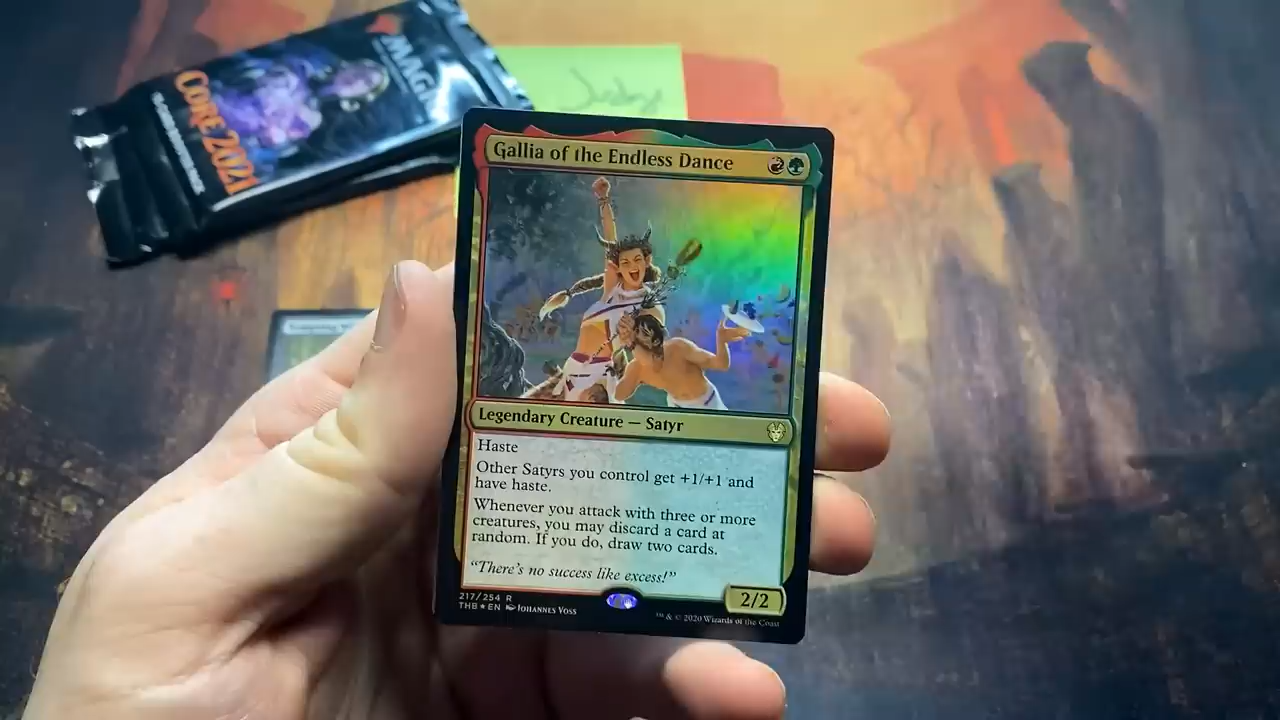 MAGI
CORE 2021
Gallia of the Endless Dance
Legendary Creature — Satyr
Haste
Other Satyrs you control get +1/+1 and
have haste.
Whenever you attack with three or more
creatures, you may discard a card at
random. If you do, draw two cards.
"There's no success like excess!"
2/2
217/254 R
THB★EN Johannes Voss
™ & © 2020 Wizards of the Coast